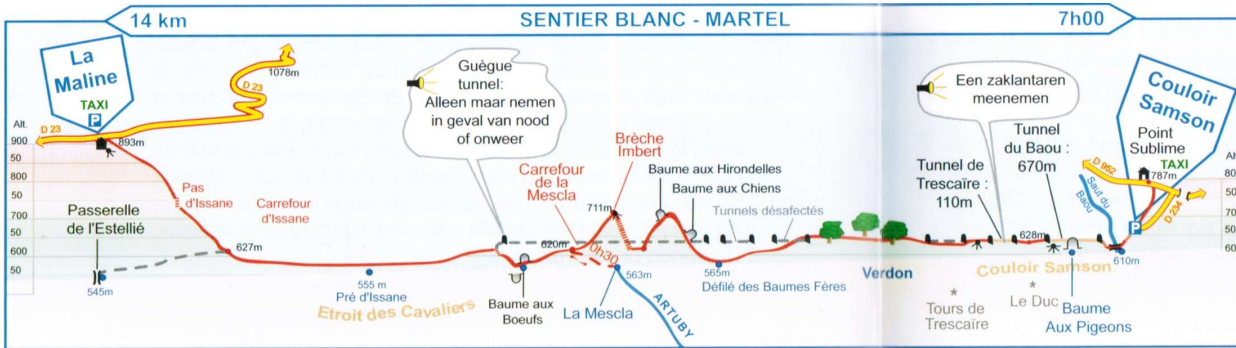 14 km
SENTIER BLANC - MARTEL
7h00
La
Maline
TAXI
P
D 23
D 23
1078m
Alt.
900
50
800
50
700
50
600
50
893m
Pas
d'Issane
Carrefour
d'Issane
Passerelle
de l'Estellié
545m
627m
555 m
Pré d'Issane
Etroit des Cavaliers
Guègue
tunnel:
Alleen maar nemen
in geval van nood
of onweer
Baume aux
Boeufs
Carrefour
de la
Mescla
620m
0h30
Brèche
Imbert
711m
563m
La Mescla
ARTUBY
Baume aux Hirondelles
Baume aux Chiens
Tunnels désafectés
565m
Défilé des Baumes Fères
Verdon
Een zaklantaren
meenemen
Tunnel de
Trescaïre :
110m
Tunnel
du Baou :
670m
628m
Couloir Samson
*
Tours de
Trescaïre
*
Le Duc
Baume
Aux Pigeons
Saut du
Baou
610m
D 952
Couloir
Samson
Point
Sublime
TAXI
787m
P
D 234
Alt
80
50
70
50
60
50